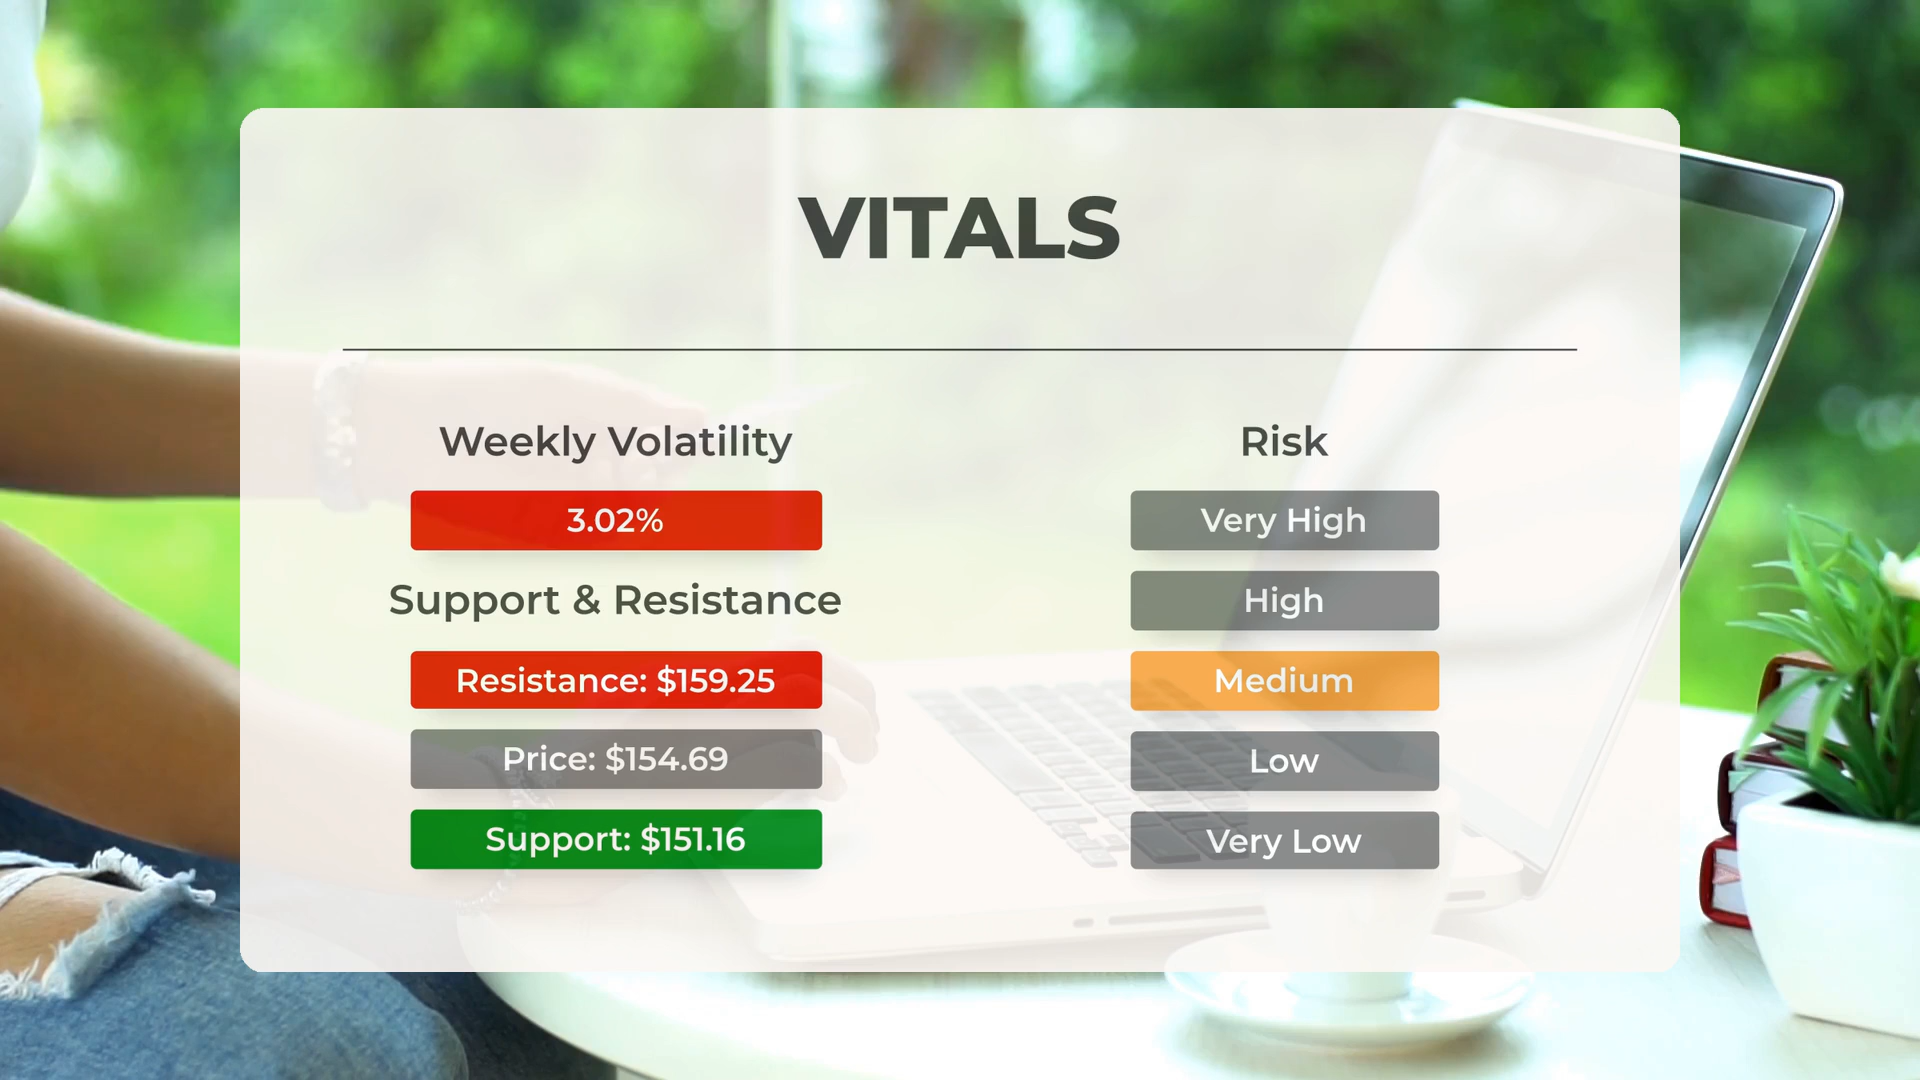 VITALS
Weekly Volatility
3.02%
Support & Resistance
Resistance: $159.25
Price: $154.69
Support: $151.16
Risk
Very High
High
Medium
Low
Very Low